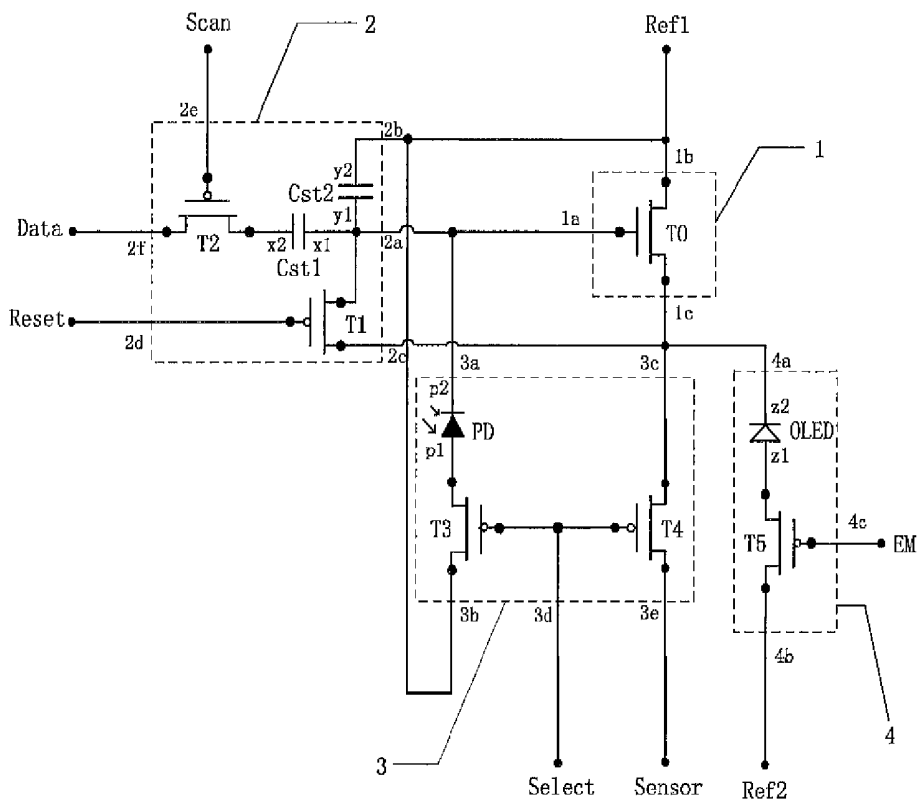 Scan
2
Ref1
2e
2b
1b
1
y2
Cst2
y1
1a
T0
Data
2f
T2
x2
x1
2a
Cst1
1c
Reset
2d
T1
2c
3a
3c
4a
p2
PD
p1
z2
OLED
z1
T3
T4
T5
4c
EM
3b
3d
3e
4b
3
4
Select
Sensor
Ref2